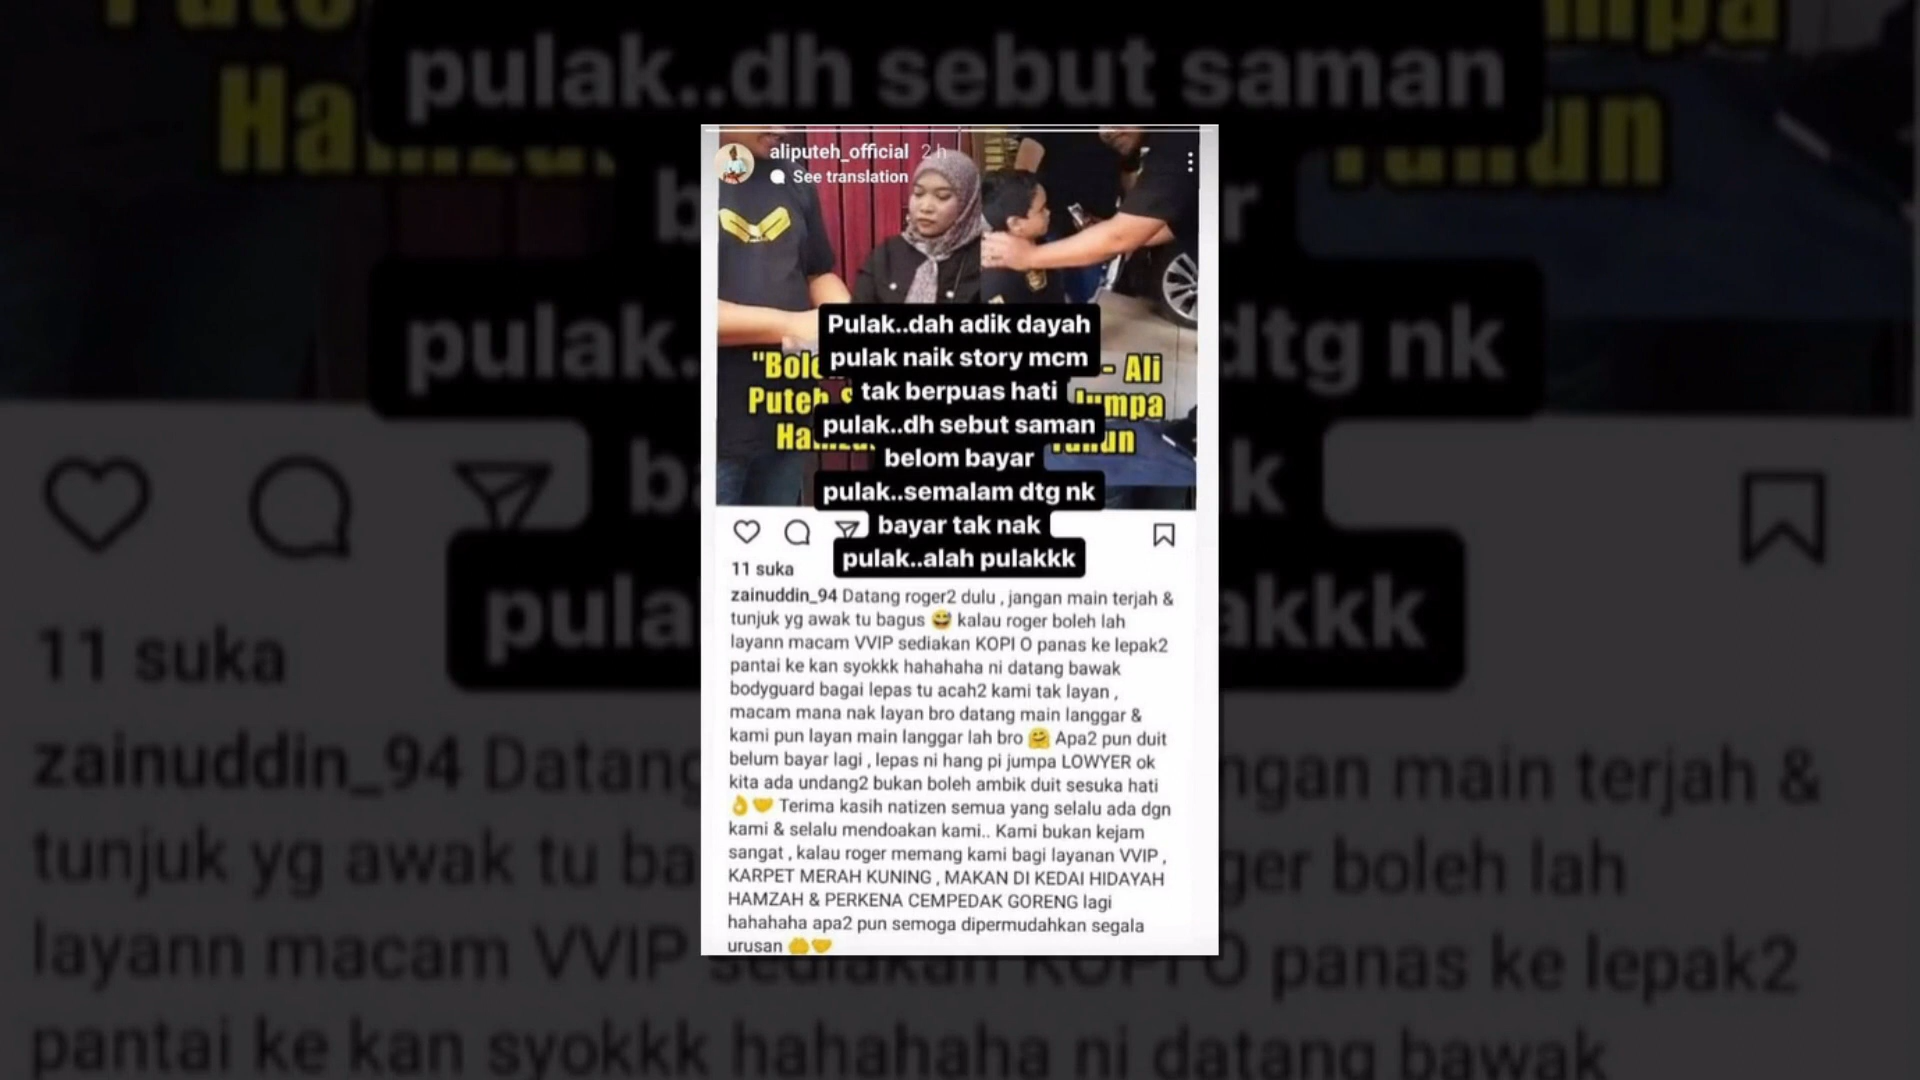 aliputeh_official 2 h
See translation
Pulak..dah adik dayah
pulak naik story mcm
tak berpuas hati
pulak..dh sebut saman
belom bayar
pulak..semalam dtg nk
bayar tak nak
pulak..alah pulakkk
- Ali
Puteh
Jumpa
11 suka
zainuddin_94 Datang roger2 dulu , jangan main terjah &
tunjuk yg awak tu bagus 😅 kalau roger boleh lah
layann macam VVIP sediakan KOPI O panas ke lepak2
pantai ke kan syokkk hahahaha ni datang bawak
bodyguard bagai lepas tu acah2 kami tak layan ,
macam mana nak layan bro datang main langgar &
kami pun layan main langgar lah bro 🤗 Apa2 pun duit
belum bayar lagi , lepas ni hang pi jumpa LOWYER ok
kita ada undang2 bukan boleh ambik duit sesuka hati
👌🤝 Terima kasih natizen semua yang selalu ada dgn
kami & selalu mendoakan kami.. Kami bukan kejam
sangat , kalau roger memang kami bagi layanan VVIP ,
KARPET MERAH KUNING , MAKAN DI KEDAI HIDAYAH
HAMZAH & PERKENA CEMPEDAK GORENG lagi
hahahaha apa2 pun semoga dipermudahkan segala
urusan 🤲🤝